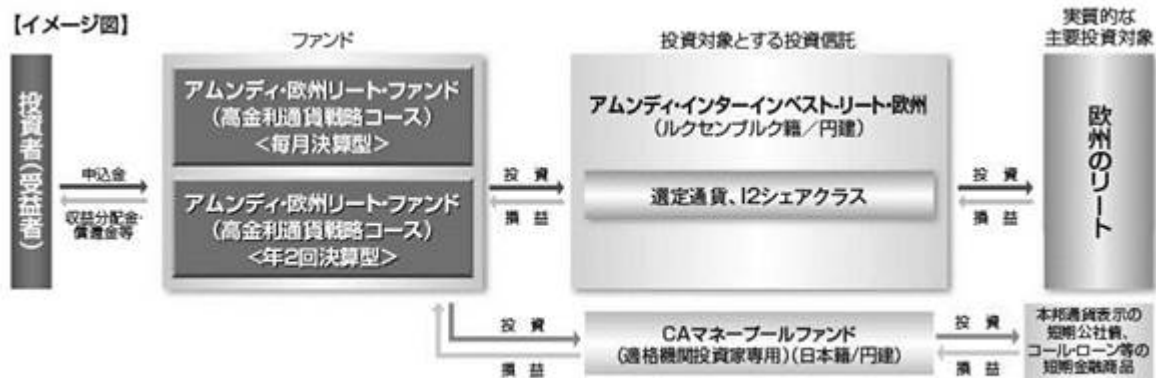 【イメージ図】
ファンド
投資対象とする投資信託
実質的な
主要投資対象
投資者(受益者)
申込金
収益分配金・
償還金等
アムンディ・欧州リート・ファンド
(高金利通貨戦略コース)
<毎月決算型>
アムンディ・欧州リート・ファンド
(高金利通貨戦略コース)
<年2回決算型>
投 資
損 益
アムンディ・インターインベスト-リート・欧州
(ルクセンブルク籍/円建)
選定通貨、I2シェアクラス
投 資
損 益
欧州のリート
投 資
損 益
CAマネープールファンド
(適格機関投資家専用)(日本籍/円建)
投 資
損 益
本邦通貨表示の
短期公社債、
コール・ローン等の
短期金融商品